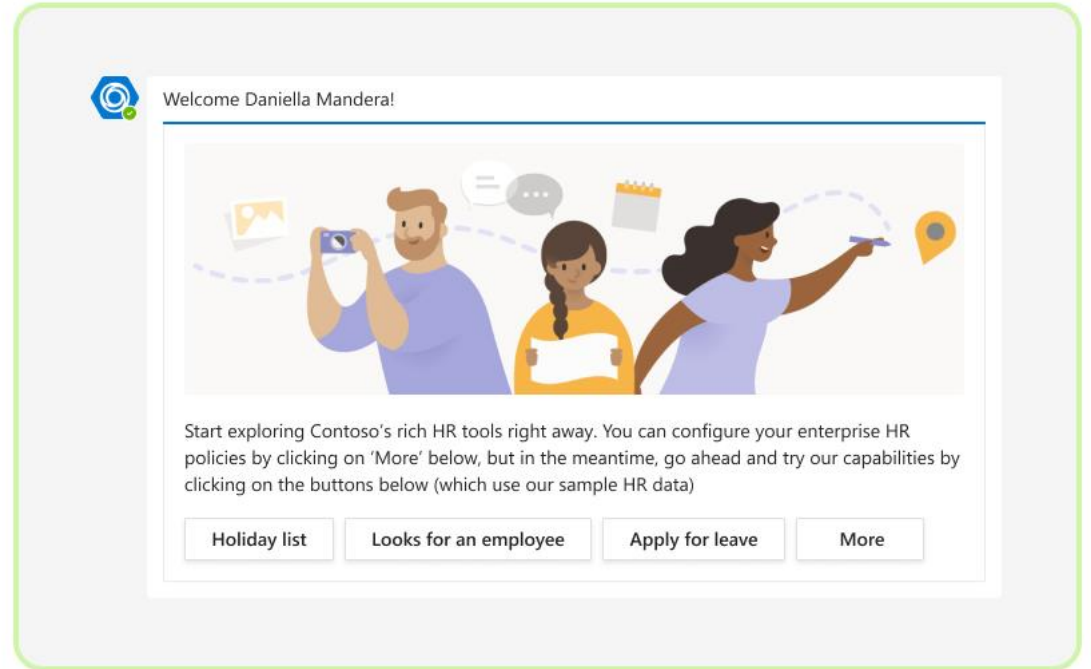 Welcome Daniella Mandera!
Start exploring Contoso's rich HR tools right away. You can configure your enterprise HR
policies by clicking on ‘More’ below, but in the meantime, go ahead and try our capabilities by
clicking on the buttons below (which use our sample HR data)
Holiday list
Looks for an employee
Apply for leave
More